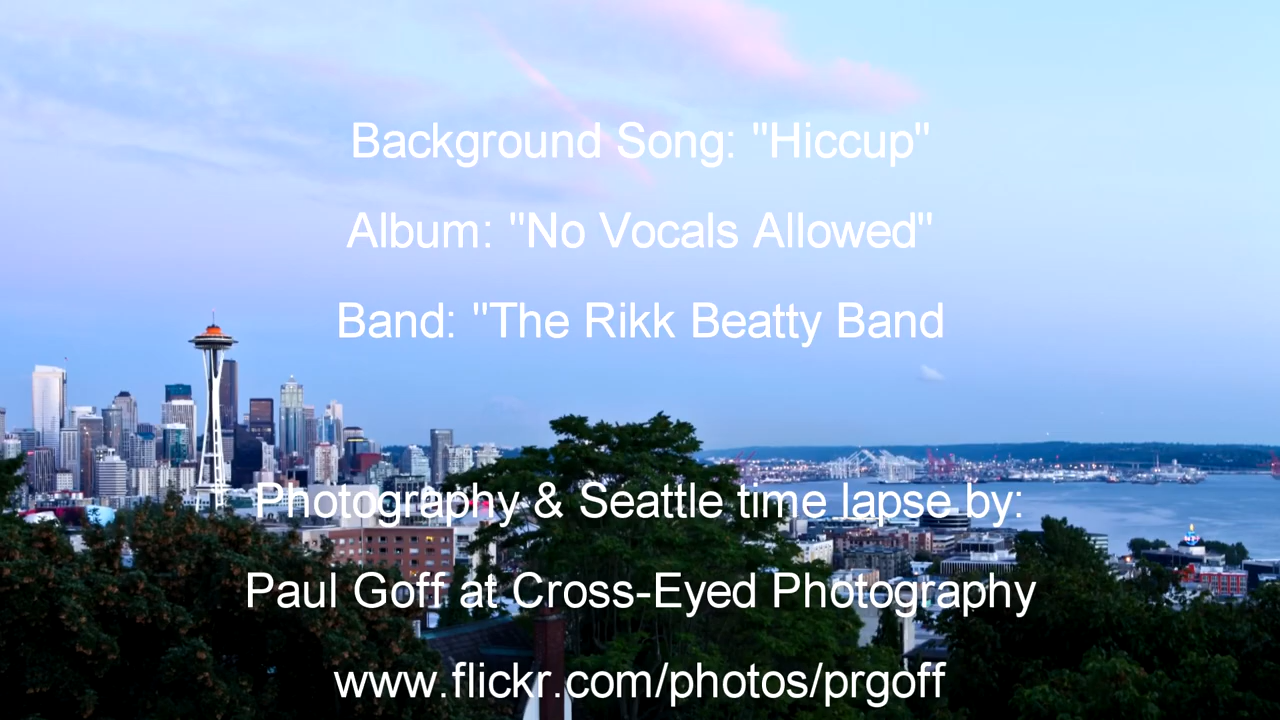 Background Song: "Hiccup"
Album: "No Vocals Allowed"
Band: "The Rikk Beatty Band
Photography & Seattle time lapse by:
Paul Goff at Cross-Eyed Photography
www.flickr.com/photos/prgoff